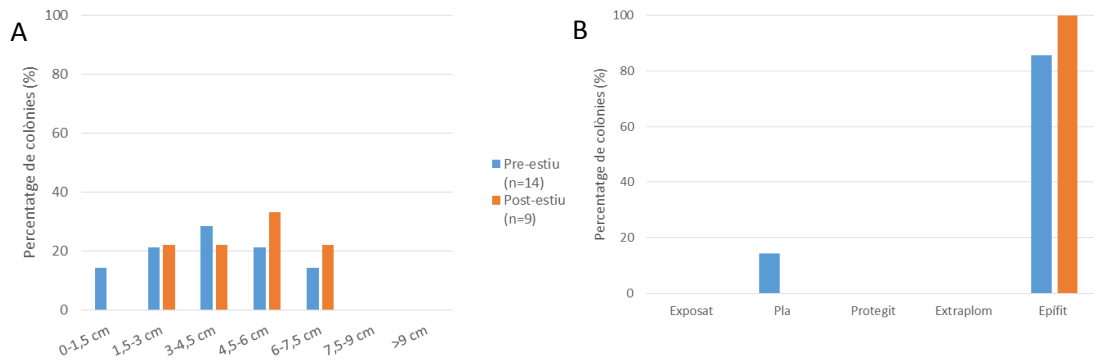 A
Percentatge de colònies (%)
100
80
60
40
20
0
0-1,5 cm
1,5-3 cm
3-4,5 cm
4,5-6 cm
6-7,5 cm
7,5-9 cm
>9 cm
Pre-estiu
(n=14)
Post-estiu
(n=9)
B
Percentatge de colònies (%)
100
80
60
40
20
0
Exposat
Pla
Protegit
Extraplom
Epífit